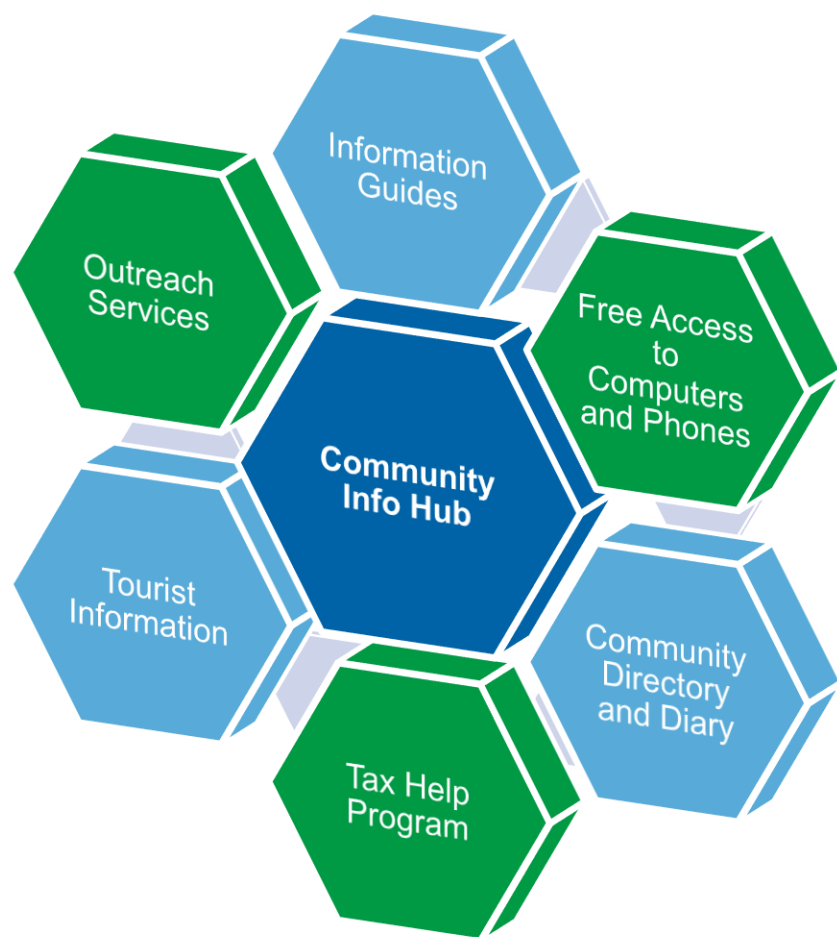 Information
Guides
Outreach
Services
Free Access
to
Computers
and Phones
Community
Info Hub
Tourist
Information
Community
Directory
and Diary
Tax Help
Program